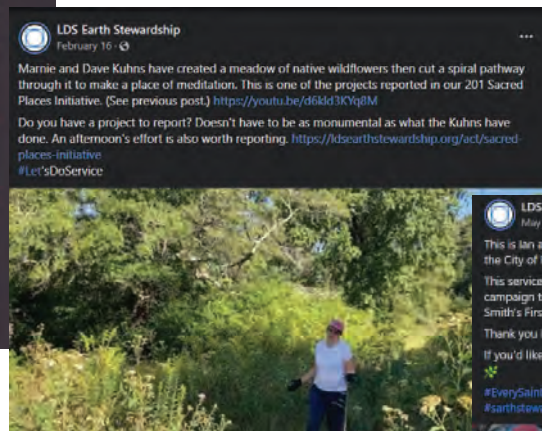 LDS Earth Stewardship
February 16 ·
Marnie and Dave Kuhns have created a meadow of native wildflowers then cut a spiral pathway
through it to make a place of meditation. This is one of the projects reported in our 201 Sacred
Places Initiative. (See previous post.) https://youtu.be/d6kld3KYq8M
Do you have a project to report? Doesn't have to be as monumental as what the Kuhns have
done. An afternoon's effort is also worth reporting. https://ldsearthstewardship.org/act/sacred-
places-initiative
#Let'sDoService
LDS
May
This is Ian a
the City of
This service
campaign t
Smith's Firs
Thank you
If you'd like
#EverySain
#sarthstewa